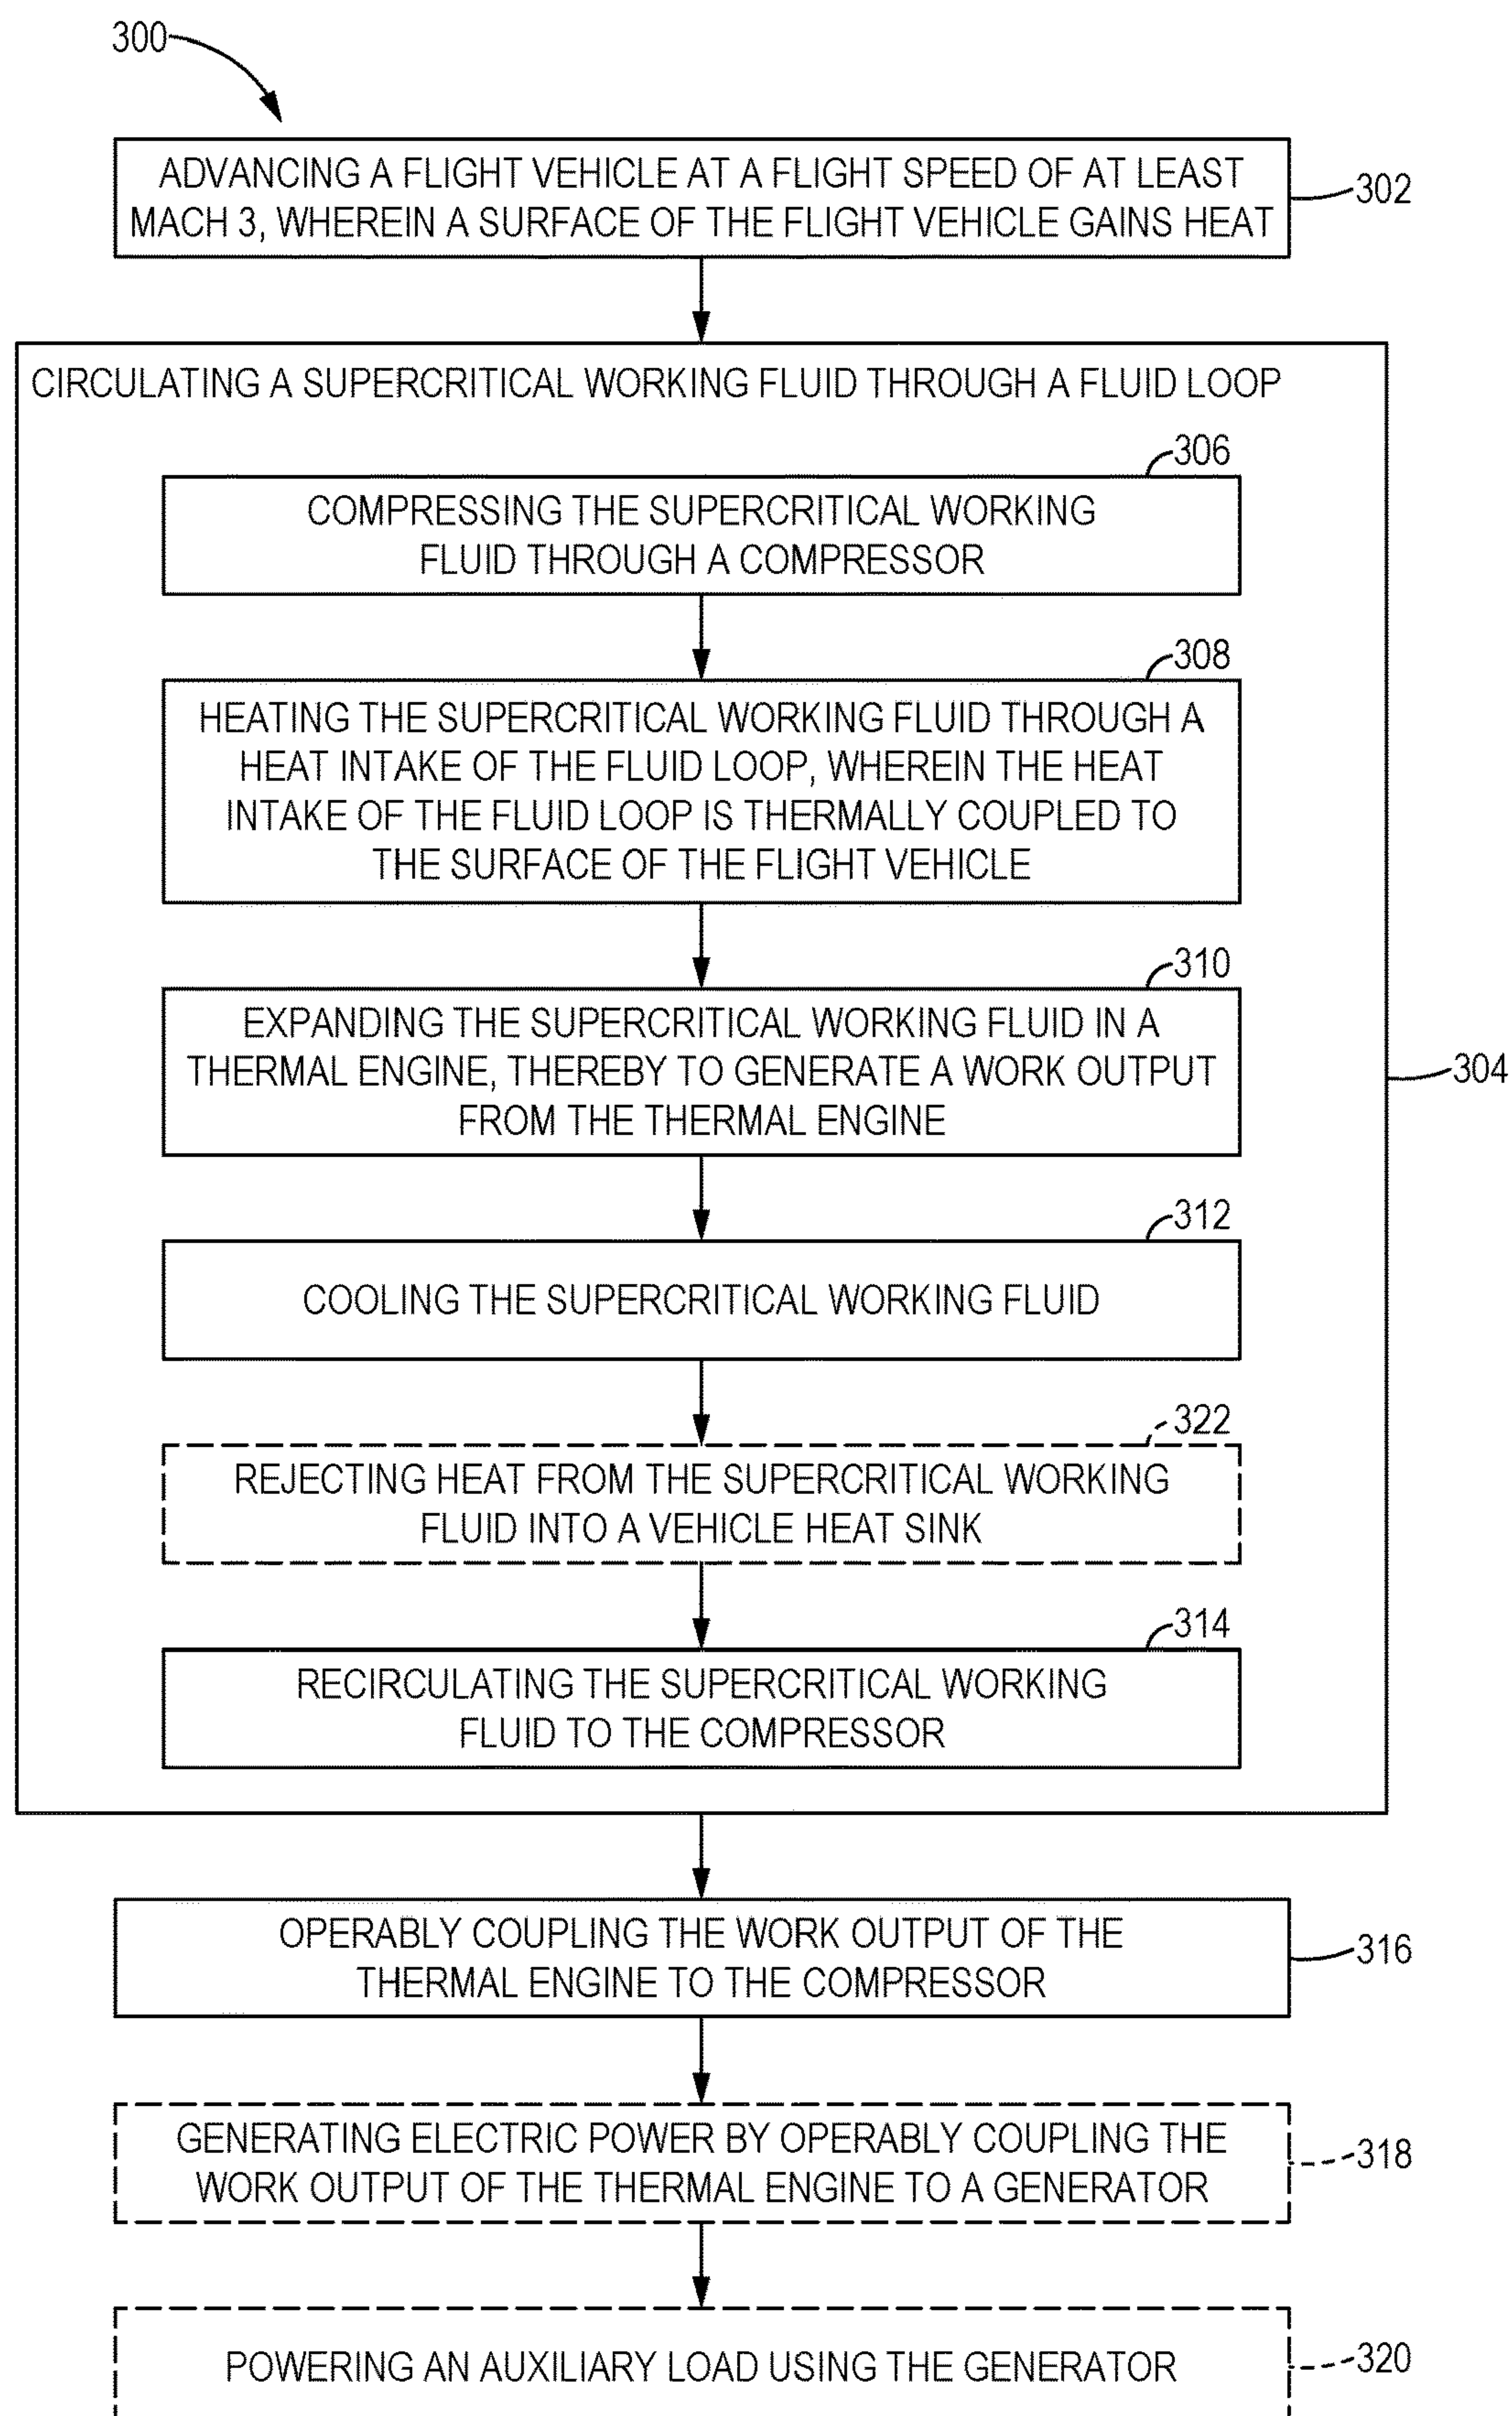 300
ADVANCING A FLIGHT VEHICLE AT A FLIGHT SPEED OF AT LEAST
MACH 3, WHEREIN A SURFACE OF THE FLIGHT VEHICLE GAINS HEAT
302
CIRCULATING A SUPERCRITICAL WORKING FLUID THROUGH A FLUID LOOP
306
COMPRESSING THE SUPERCRITICAL WORKING
FLUID THROUGH A COMPRESSOR
308
HEATING THE SUPERCRITICAL WORKING FLUID THROUGH A
HEAT INTAKE OF THE FLUID LOOP, WHEREIN THE HEAT
INTAKE OF THE FLUID LOOP IS THERMALLY COUPLED TO
THE SURFACE OF THE FLIGHT VEHICLE
310
EXPANDING THE SUPERCRITICAL WORKING FLUID IN A
THERMAL ENGINE, THEREBY TO GENERATE A WORK OUTPUT
FROM THE THERMAL ENGINE
304
312
COOLING THE SUPERCRITICAL WORKING FLUID
322
REJECTING HEAT FROM THE SUPERCRITICAL WORKING
FLUID INTO A VEHICLE HEAT SINK
314
RECIRCULATING THE SUPERCRITICAL WORKING
FLUID TO THE COMPRESSOR
OPERABLY COUPLING THE WORK OUTPUT OF THE
THERMAL ENGINE TO THE COMPRESSOR
316
GENERATING ELECTRIC POWER BY OPERABLY COUPLING THE
WORK OUTPUT OF THE THERMAL ENGINE TO A GENERATOR
318
POWERING AN AUXILIARY LOAD USING THE GENERATOR
320